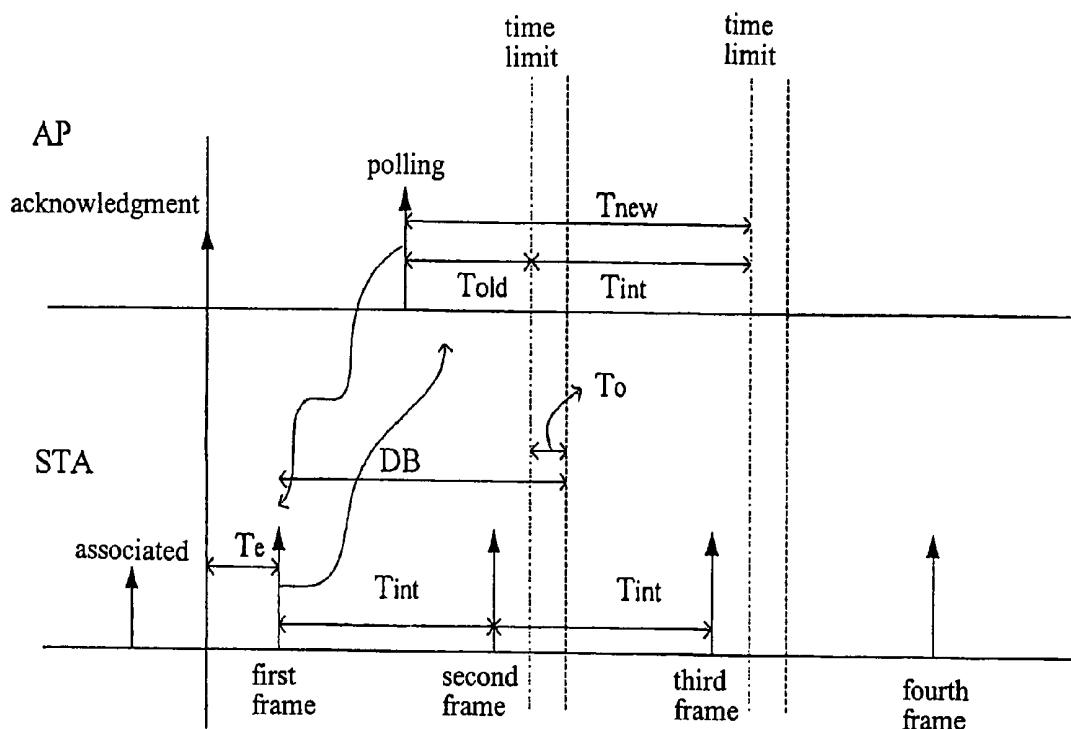 time
limit
time
limit
AP
polling
acknowledgment
Tnew
Told
Tint
To
STA
DB
associated
Te
Tint
Tint
first
frame
second
frame
third
frame
fourth
frame